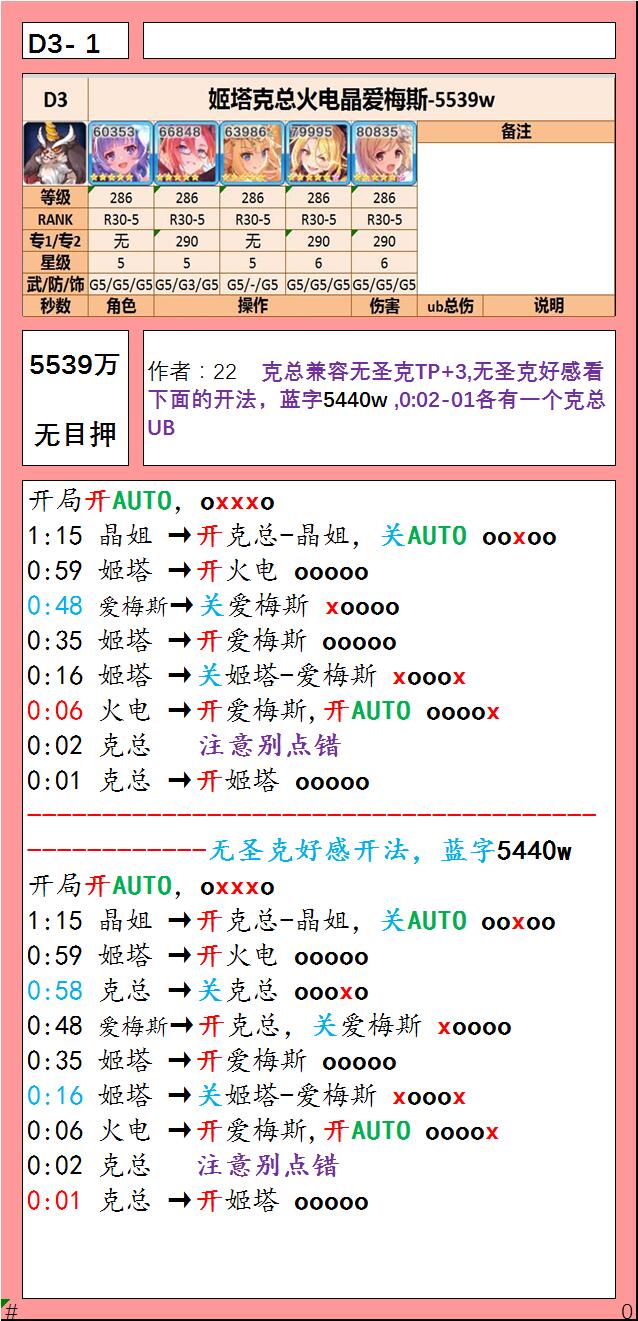 D3- 1
D3 姬塔克总火电晶爱梅斯-5539w
60353 66848 63986 79995 80835 备注
等级 286 286 286 286 286
RANK R30-5 R30-5 R30-5 R30-5 R30-5
专1/专2 无 290 无 290 290
星级 5 5 5 6 6
武/防/饰 G5/G5/G5 G5/G3/G5 G5/-/G5 G5/G5/G5 G5/G5/G5
秒数 角色 操作 伤害 ub总伤 说明
5539万
无目押
作者：22 克总兼容无圣克TP+3,无圣克好感看
下面的开法，蓝字5440w ,0:02-01各有一个克总
UB
开局开AUTO，oxxxo
1:15 晶姐 →开克总-晶姐，关AUTO ooxoo
0:59 姬塔 →开火电 ooooo
0:48 爱梅斯→关爱梅斯 xoooo
0:35 姬塔 →开爱梅斯 ooooo
0:16 姬塔 →关姬塔-爱梅斯 xooox
0:06 火电 →开爱梅斯,开AUTO oooox
0:02 克总 注意别点错
0:01 克总 →开姬塔 ooooo
--------------------------------------
------------无圣克好感开法，蓝字5440w
开局开AUTO，oxxxo
1:15 晶姐 →开克总-晶姐，关AUTO ooxoo
0:59 姬塔 →开火电 ooooo
0:58 克总 →关克总 oooxo
0:48 爱梅斯→开克总，关爱梅斯 xoooo
0:35 姬塔 →开爱梅斯 ooooo
0:16 姬塔 →关姬塔-爱梅斯 xooox
0:06 火电 →开爱梅斯,开AUTO oooox
0:02 克总 注意别点错
0:01 克总 →开姬塔 ooooo
# 0